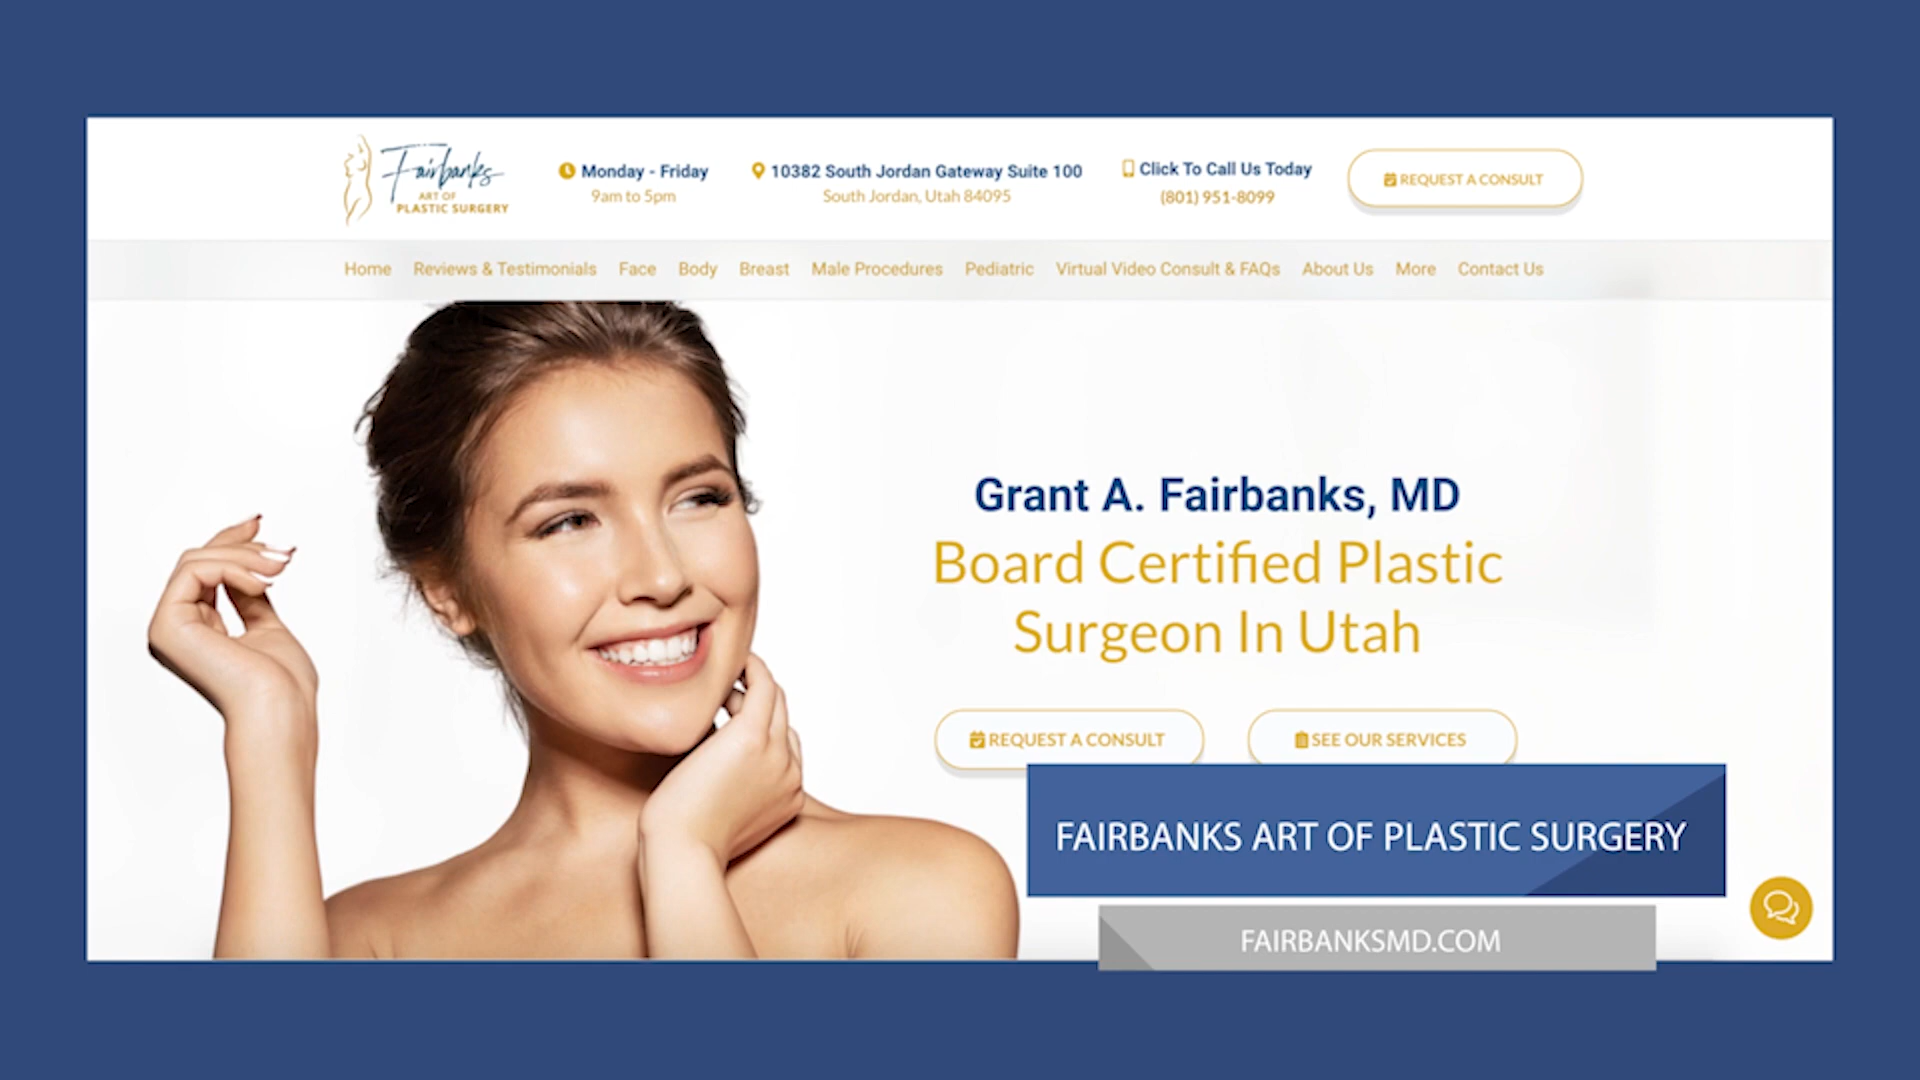 Fairbanks
ART OF
PLASTIC SURGERY
Monday - Friday
9am to 5pm
10382 South Jordan Gateway Suite 100
South Jordan, Utah 84095
Click To Call Us Today
(801) 951-8099
REQUEST A CONSULT
Home Reviews & Testimonials Face Body Breast Male Procedures Pediatric Virtual Video Consult & FAQs About Us More Contact Us
Grant A. Fairbanks, MD
Board Certified Plastic
Surgeon In Utah
REQUEST A CONSULT SEE OUR SERVICES
FAIRBANKS ART OF PLASTIC SURGERY
FAIRBANKSMD.COM